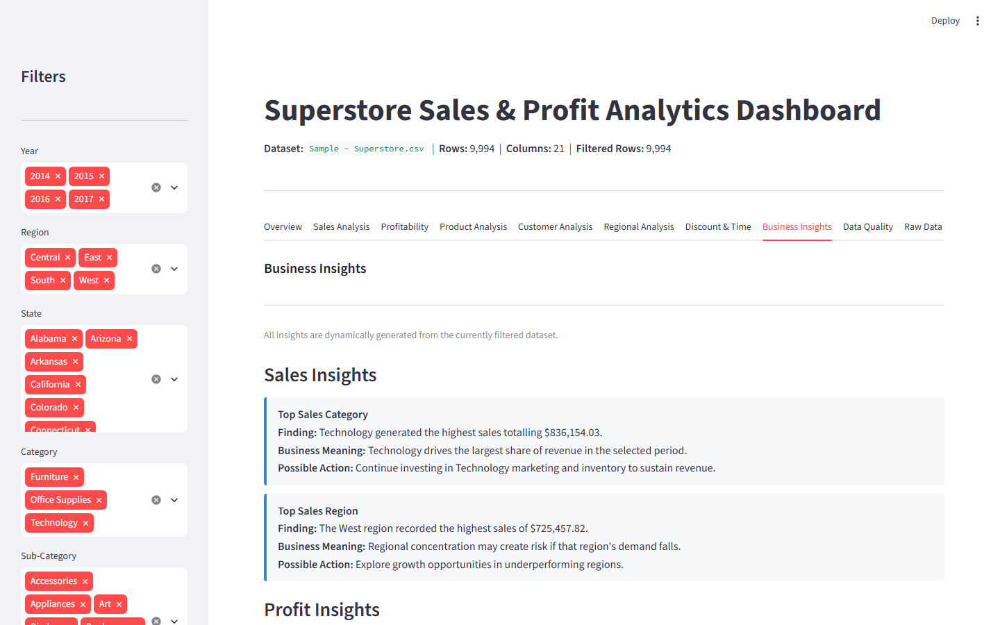 Deploy
Filters
Year
2014
2015
2016
2017
Region
Central
East
South
West
State
Alabama
Arizona
Arkansas
California
Colorado
Connecticut
Category
Furniture
Office Supplies
Technology
Sub-Category
Accessories
Appliances
Art
Superstore Sales & Profit Analytics Dashboard
Dataset: Sample - Superstore.csv | Rows: 9,994 | Columns: 21 | Filtered Rows: 9,994
Overview Sales Analysis Profitability Product Analysis Customer Analysis Regional Analysis Discount & Time Business Insights Data Quality Raw Data
Business Insights
All insights are dynamically generated from the currently filtered dataset.
Sales Insights
Top Sales Category
Finding: Technology generated the highest sales totalling $836,154.03.
Business Meaning: Technology drives the largest share of revenue in the selected period.
Possible Action: Continue investing in Technology marketing and inventory to sustain revenue.
Top Sales Region
Finding: The West region recorded the highest sales of $725,457.82.
Business Meaning: Regional concentration may create risk if that region's demand falls.
Possible Action: Explore growth opportunities in underperforming regions.
Profit Insights